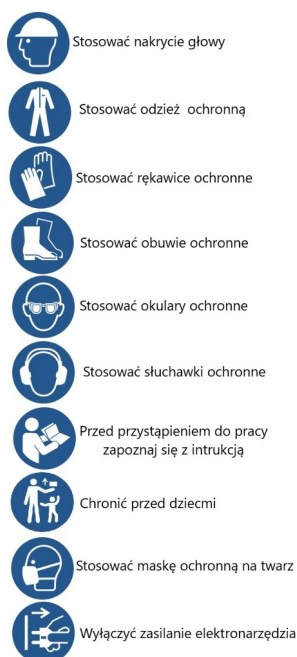 Stosować nakrycie głowy
Stosować odzież ochronną
Stosować rękawice ochronne
Stosować obuwie ochronne
Stosować okulary ochronne
Stosować słuchawki ochronne
Przed przystąpieniem do pracy
zapoznaj się z intrukcją
Chronić przed dziecmi
Stosować maskę ochronną na twarz
Wyłączyć zasilanie elektronarzędzia